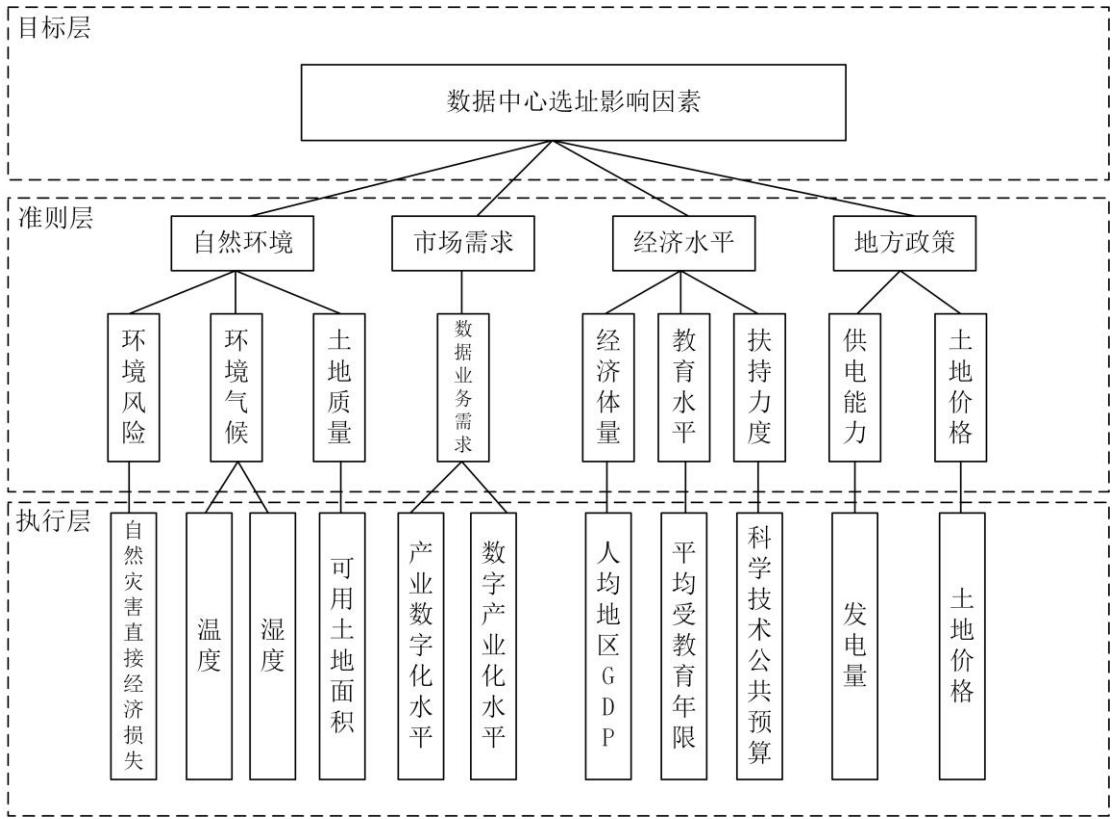 目标层
数据中心选址影响因素
准则层
自然环境
市场需求
经济水平
地方政策
环境风险
环境气候
土地质量
数据业务需求
经济体量
教育水平
扶持力度
供电能力
土地价格
执行层
自然灾害直接经济损失
温度
湿度
可用土地面积
产业数字化水平
数字产业化水平
人均地区GDP
平均受教育年限
科学技术公共预算
发电量
土地价格